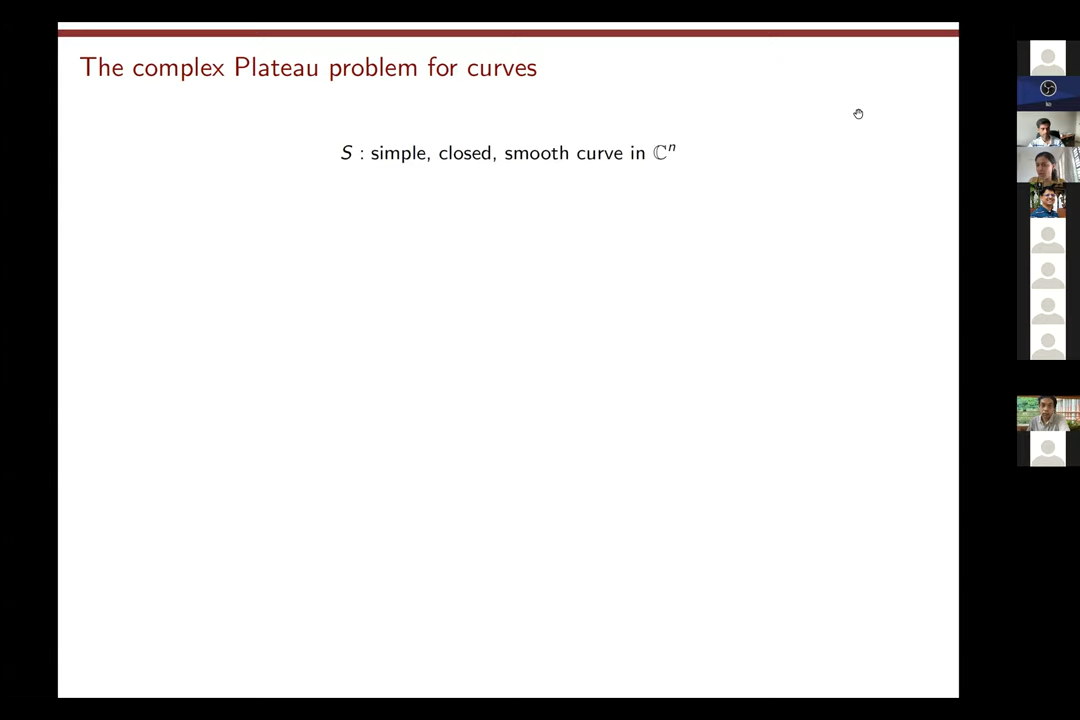 The complex Plateau problem for curves
S : simple, closed, smooth curve in ℂⁿ